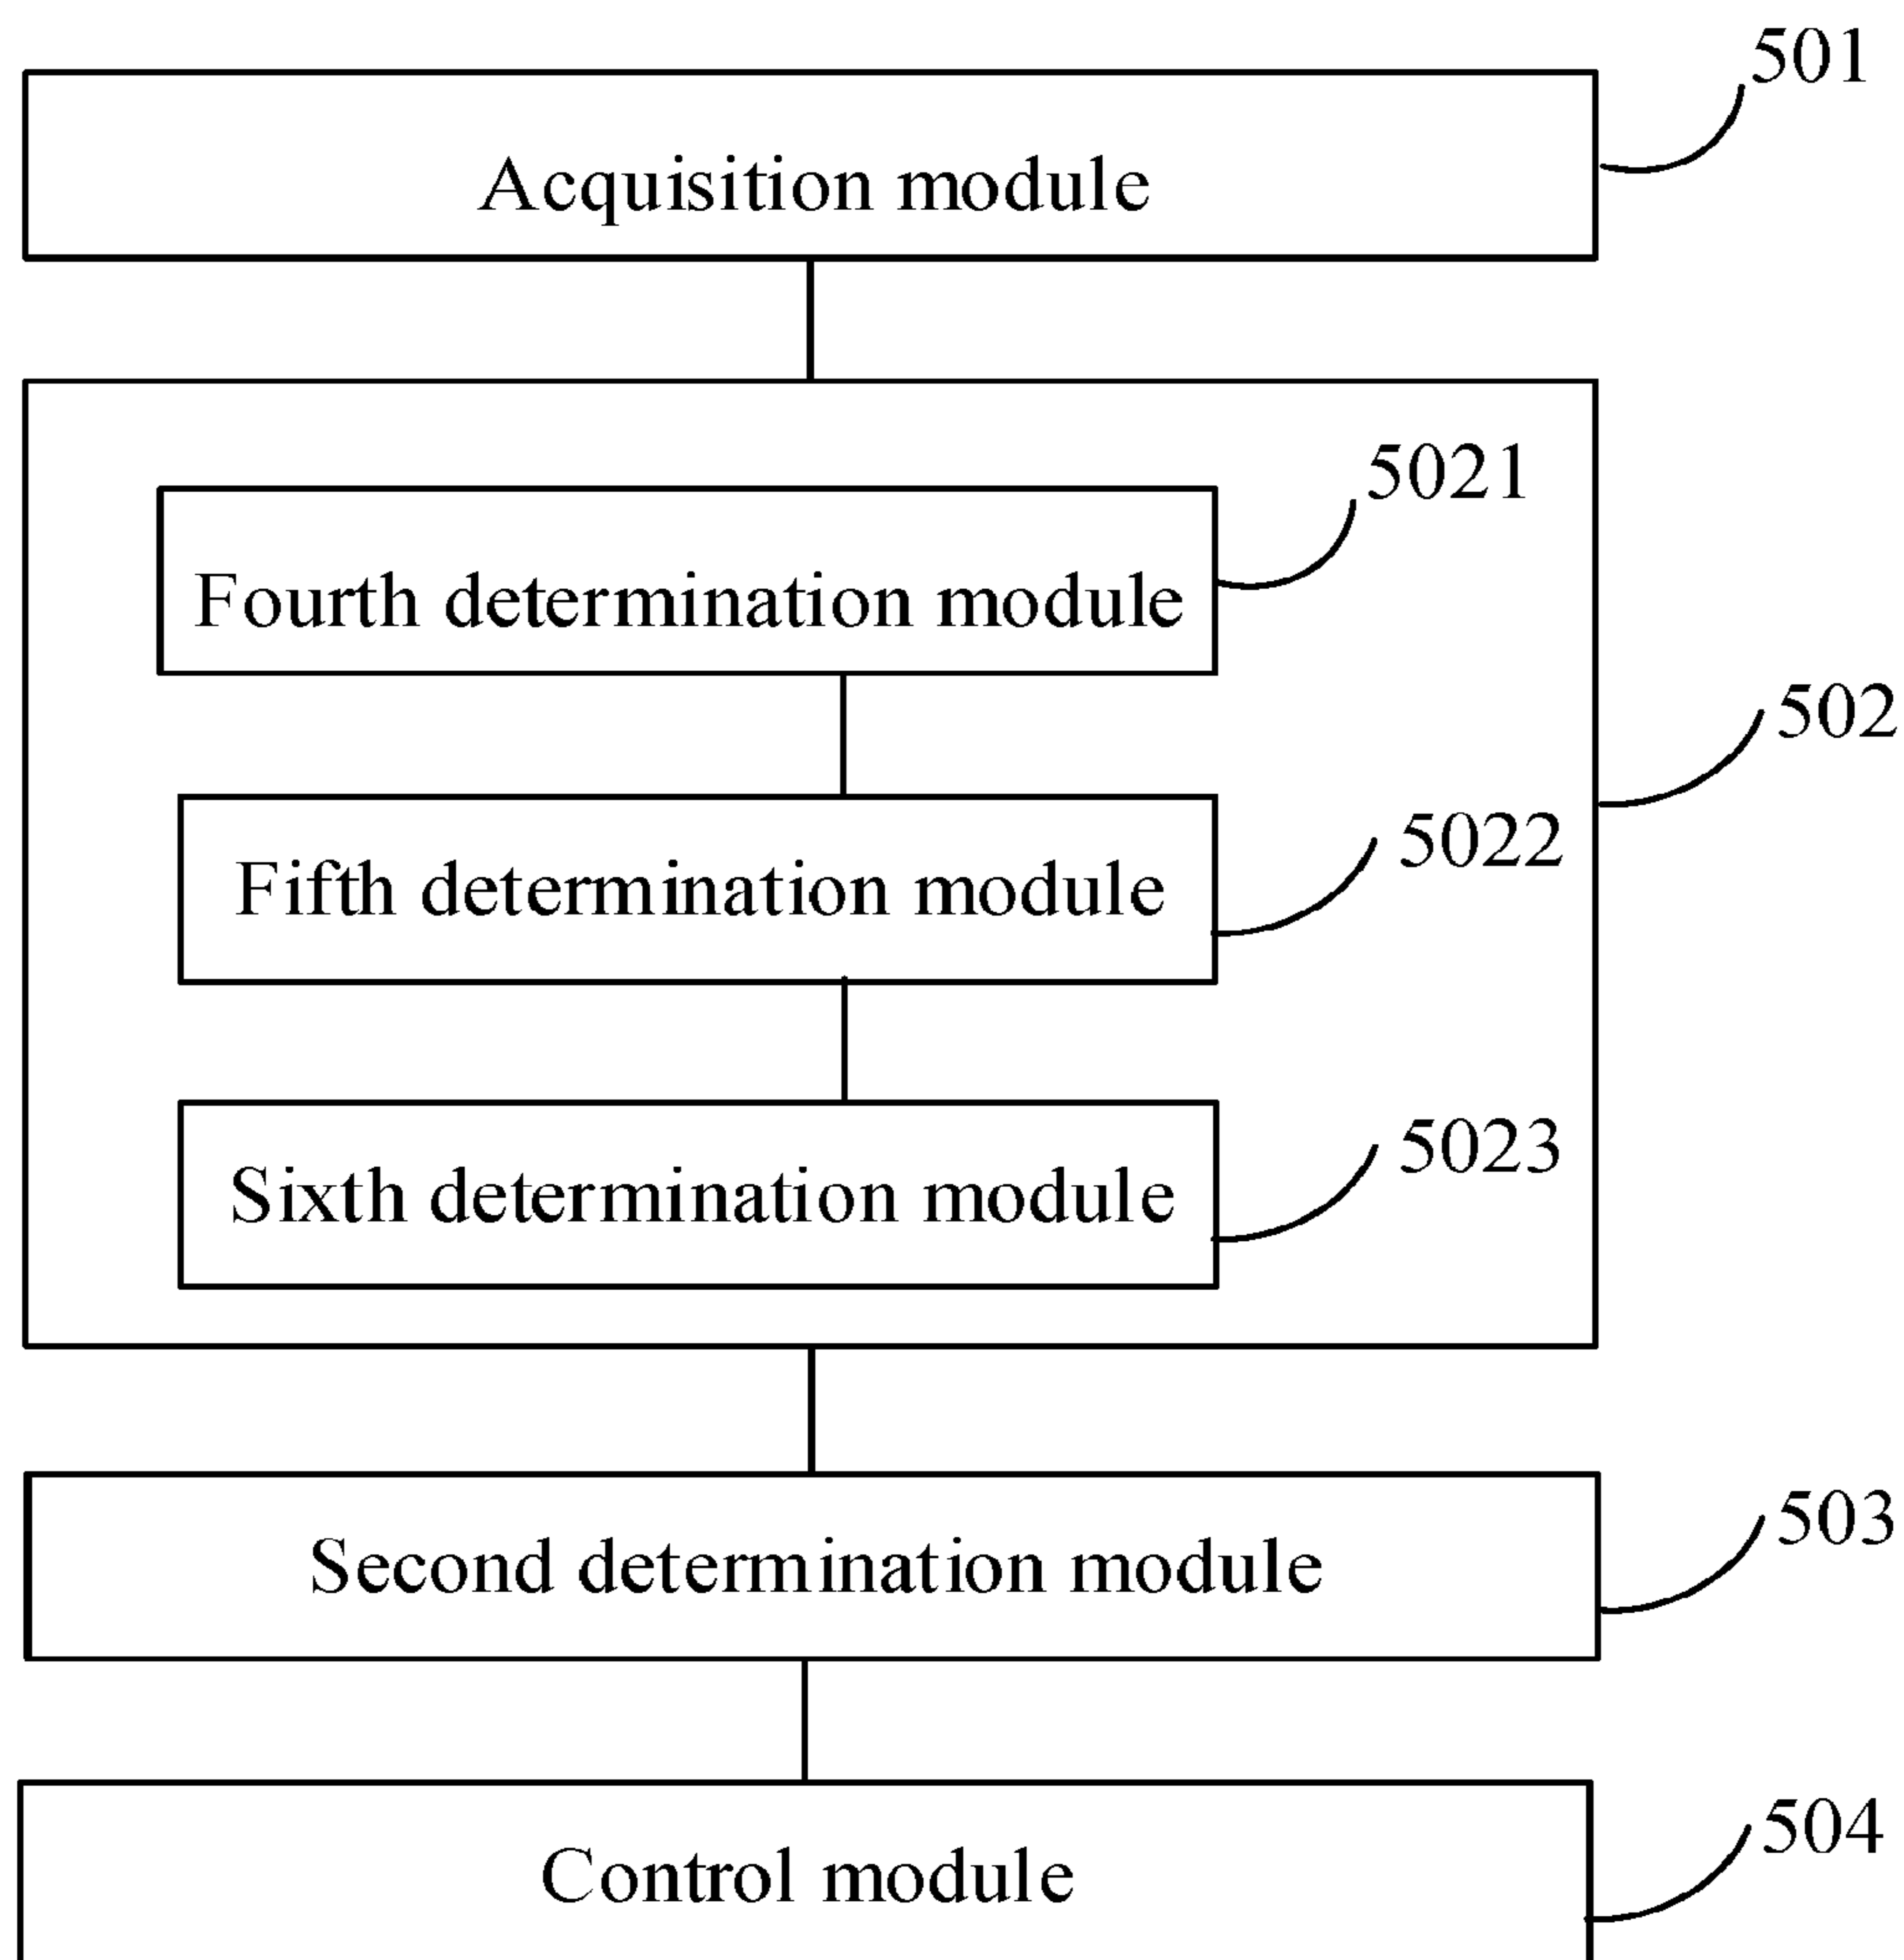 501
Acquisition module
5021
Fourth determination module
502
5022
Fifth determination module
5023
Sixth determination module
503
Second determination module
504
Control module